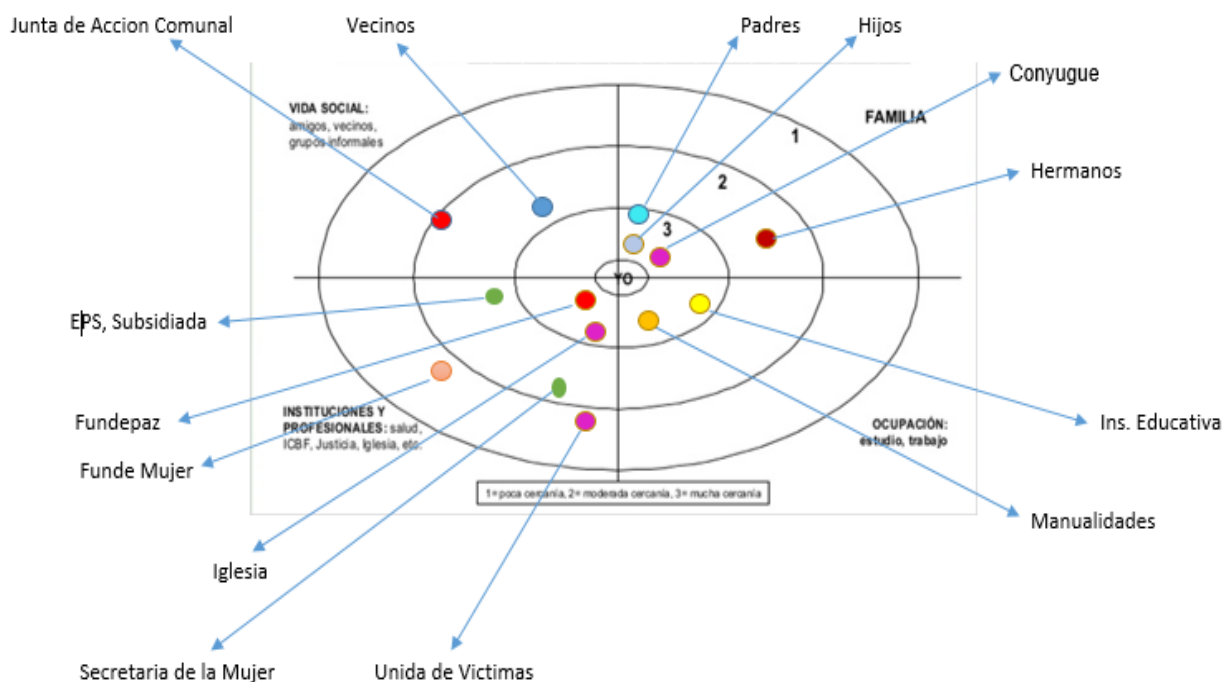 Junta de Accion Comunal
Vecinos
Padres
Hijos
Conyugue
VIDA SOCIAL:
amigos, vecinos,
grupos informales
FAMILIA
1
Hermanos
2
3
YO
EPS, Subsidiada
Fundepaz
INSTITUCIONES Y
PROFESIONALES: salud,
ICBF, Justicia, Iglesia, etc.
OCUPACIÓN:
estudio, trabajo
Ins. Educativa
Funde Mujer
1= poca cercanía, 2= moderada cercanía, 3= mucha cercanía
Manualidades
Iglesia
Secretaria de la Mujer
Unida de Victimas